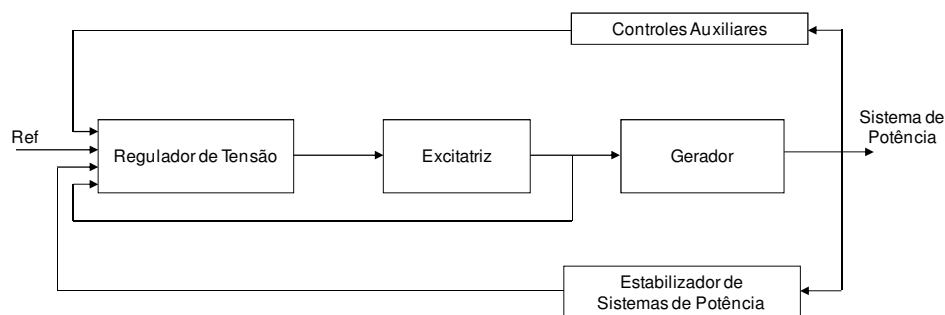 Controles Auxiliares
Ref
Regulador de Tensão
Excitatriz
Gerador
Sistema de
Potência
Estabilizador de
Sistemas de Potência